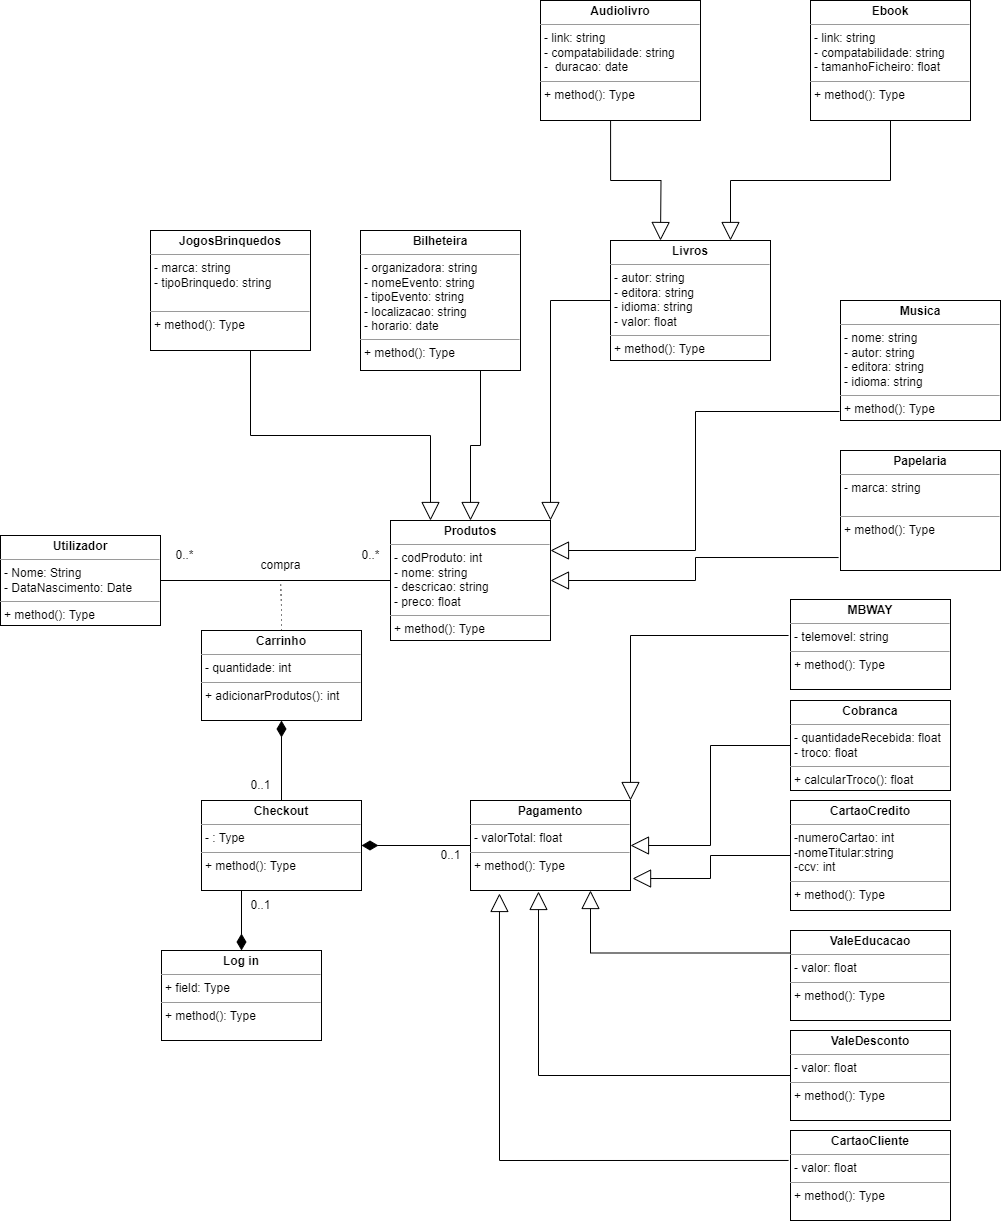 Audiolivro
- link: string
- compatabilidade: string
- duracao: date
+ method(): Type
Ebook
- link: string
- compatabilidade: string
- tamanhoFicheiro: float
+ method(): Type
JogosBrinquedos
- marca: string
- tipoBrinquedo: string
+ method(): Type
Bilheteira
- organizadora: string
- nomeEvento: string
- tipoEvento: string
- localizacao: string
- horario: date
+ method(): Type
Livros
- autor: string
- editora: string
- idioma: string
- valor: float
+ method(): Type
Musica
- nome: string
- autor: string
- editora: string
- idioma: string
+ method(): Type
Papelaria
- marca: string
+ method(): Type
Utilizador
- Nome: String
- DataNascimento: Date
+ method(): Type
0..*
compra
0..*
Produtos
- codProduto: int
- nome: string
- descricao: string
- preco: float
+ method(): Type
Carrinho
- quantidade: int
+ adicionarProdutos(): int
0..1
MBWAY
- telemovel: string
+ method(): Type
Cobranca
- quantidadeRecebida: float
- troco: float
+ calcularTroco(): float
Checkout
- : Type
+ method(): Type
0..1
Pagamento
- valorTotal: float
+ method(): Type
CartaoCredito
-numeroCartao: int
-nomeTitular:string
-ccv: int
+ method(): Type
0..1
Log in
+ field: Type
+ method(): Type
ValeEducacao
- valor: float
+ method(): Type
ValeDesconto
- valor: float
+ method(): Type
CartaoCliente
- valor: float
+ method(): Type